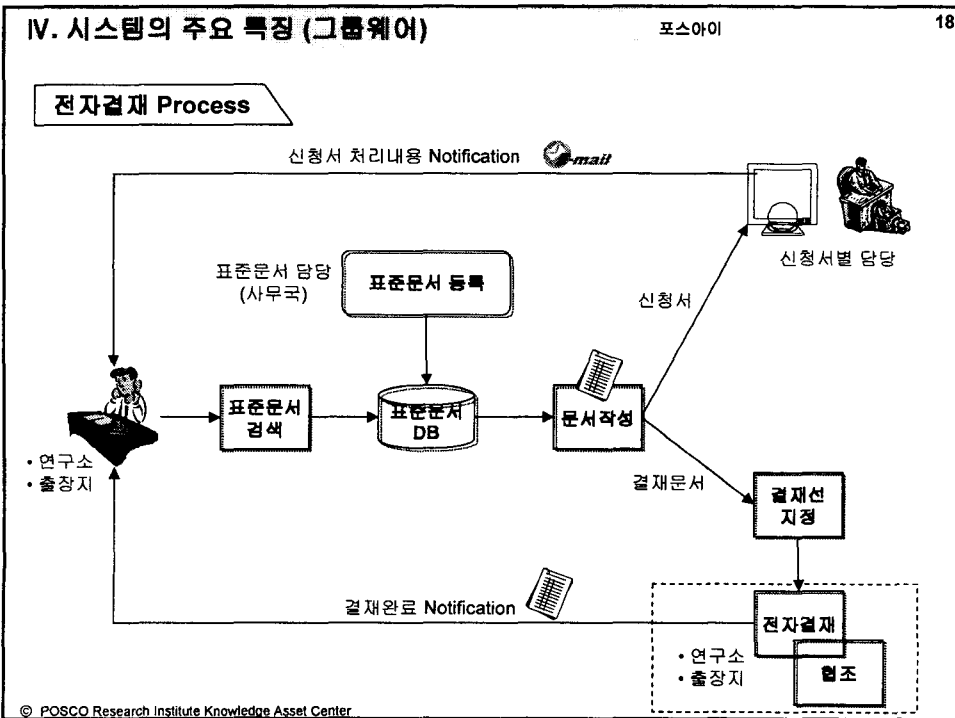 IV. 시스템의 주요 특징 (그룹웨어)
포스아이
18
전자결재 Process
신청서 처리내용 Notification
e-mail
신청서별 담당
표준문서 담당
(사무국)
표준문서 등록
신청서
표준문서
검색
표준문서
DB
문서작성
• 연구소
• 출장지
결재문서
결재선
지정
결재완료 Notification
전자결재
• 연구소
• 출장지
협조
© POSCO Research Institute Knowledge Asset Center